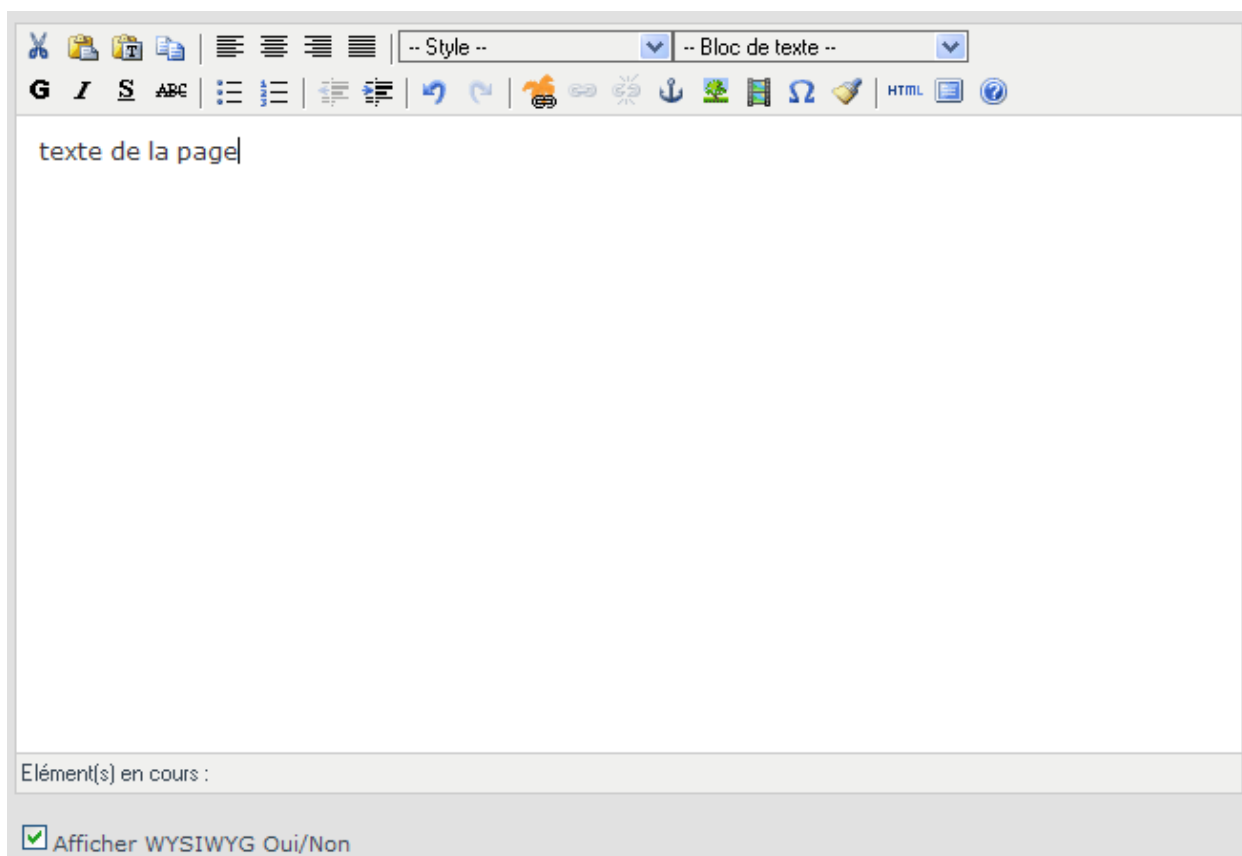 -- Style -- -- Bloc de texte --
G I S ABC HTML
texte de la page
Elément(s) en cours :
Afficher WYSIWYG Oui/Non